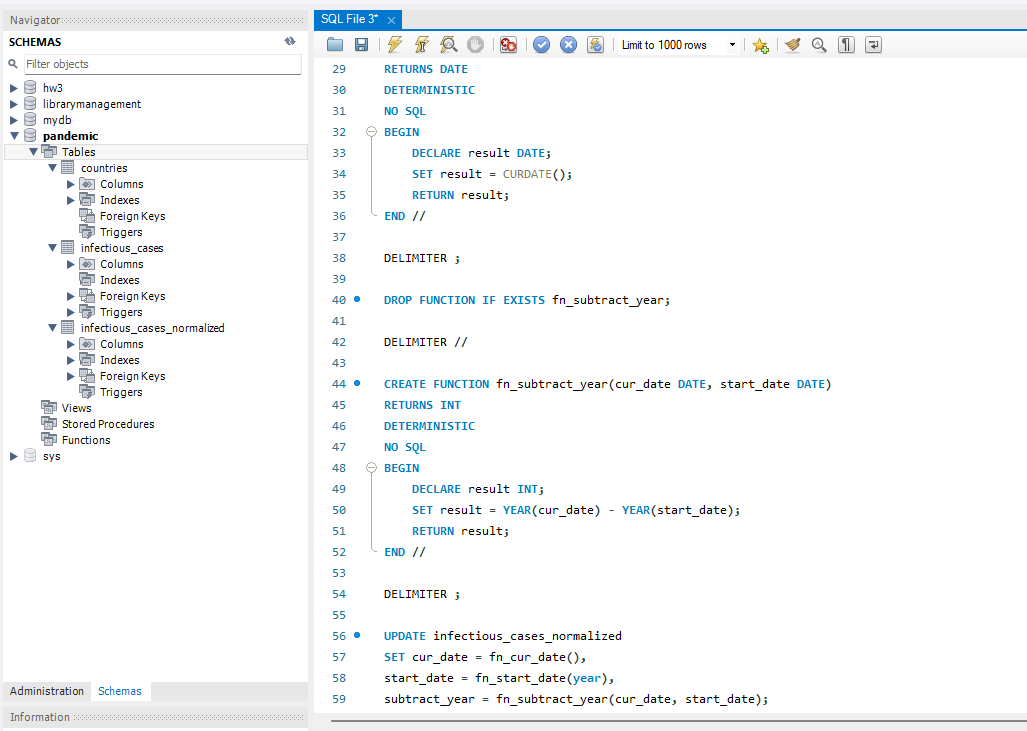 Navigator
SCHEMAS
Filter objects
hw3
librarymanagement
mydb
pandemic
Tables
countries
Columns
Indexes
Foreign Keys
Triggers
infectious_cases
Columns
Indexes
Foreign Keys
Triggers
infectious_cases_normalized
Columns
Indexes
Foreign Keys
Triggers
Views
Stored Procedures
Functions
sys
Administration Schemas
Information
SQL File 3*
Limit to 1000 rows
29 RETURNS DATE
30 DETERMINISTIC
31 NO SQL
32 BEGIN
33 DECLARE result DATE;
34 SET result = CURDATE();
35 RETURN result;
36 END //
37
38 DELIMITER ;
39
40 DROP FUNCTION IF EXISTS fn_subtract_year;
41
42 DELIMITER //
43
44 CREATE FUNCTION fn_subtract_year(cur_date DATE, start_date DATE)
45 RETURNS INT
46 DETERMINISTIC
47 NO SQL
48 BEGIN
49 DECLARE result INT;
50 SET result = YEAR(cur_date) - YEAR(start_date);
51 RETURN result;
52 END //
53
54 DELIMITER ;
55
56 UPDATE infectious_cases_normalized
57 SET cur_date = fn_cur_date(),
58 start_date = fn_start_date(year),
59 subtract_year = fn_subtract_year(cur_date, start_date);